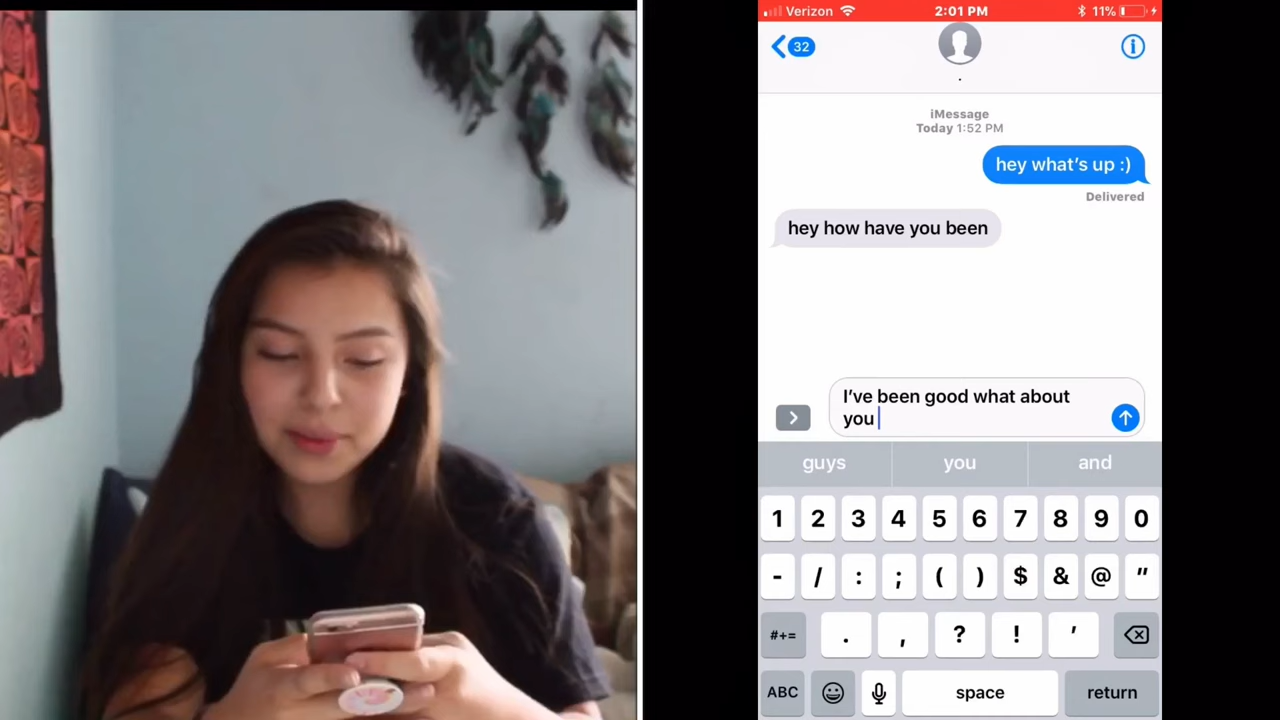 Verizon 2:01 PM 11%
32
.
iMessage
Today 1:52 PM
hey what’s up :)
Delivered
hey how have you been
I’ve been good what about
you
guys you and
1 2 3 4 5 6 7 8 9 0
- / : ; ( ) $ & @ "
#+= . , ? ! ’
ABC space return